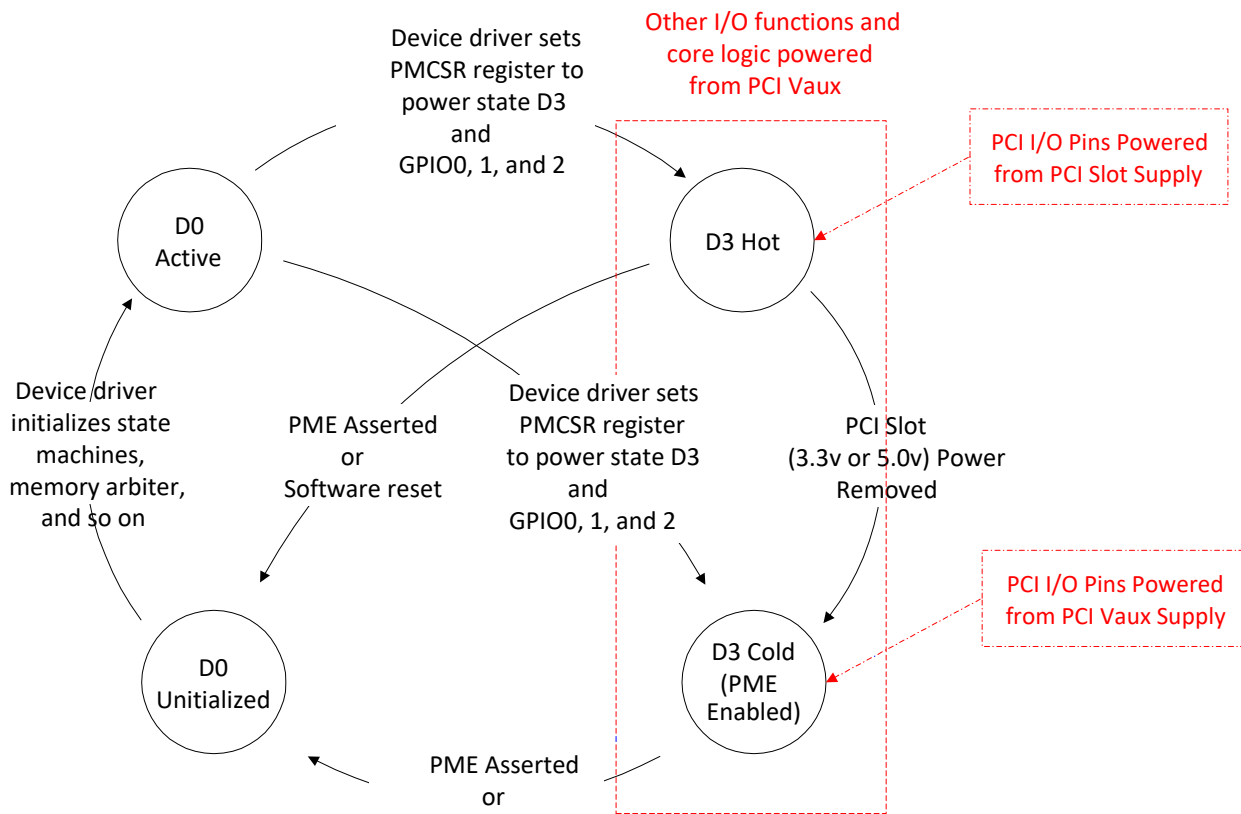 Device driver sets
PMCSR register to
power state D3
and
GPIO0, 1, and 2
Other I/O functions and
core logic powered
from PCI Vaux
PCI I/O Pins Powered
from PCI Slot Supply
D0
Active
D3 Hot
Device driver
initializes state
machines,
memory arbiter,
and so on
PME Asserted
or
Software reset
Device driver sets
PMCSR register
to power state D3
and
GPIO0, 1, and 2
PCI Slot
(3.3v or 5.0v) Power
Removed
PCI I/O Pins Powered
from PCI Vaux Supply
D0
Unitialized
D3 Cold
(PME
Enabled)
PME Asserted
or